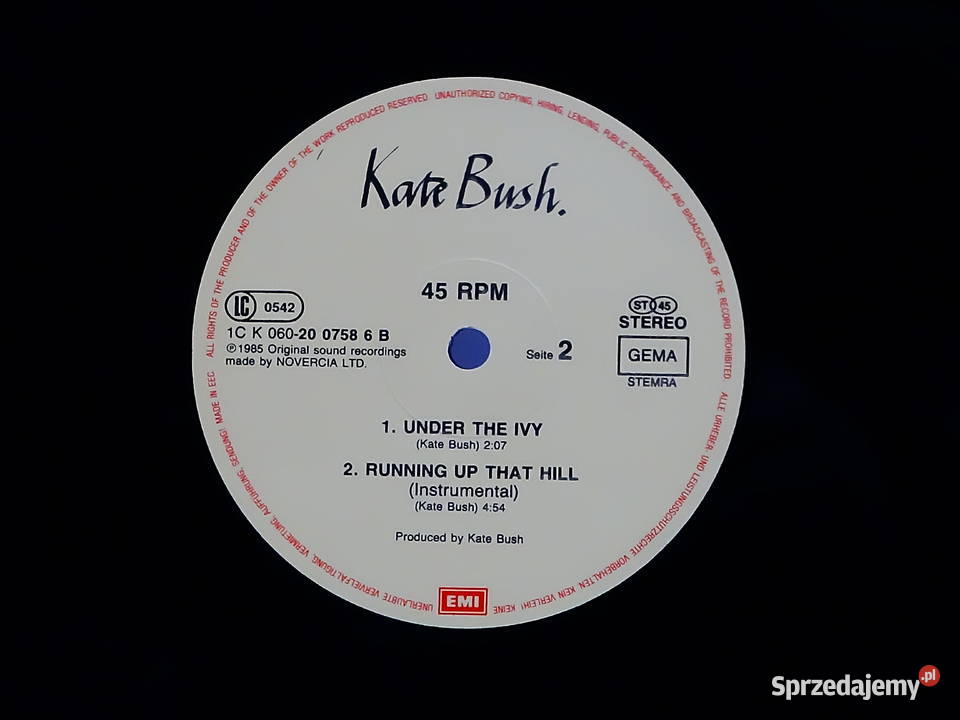 ALL RIGHTS OF THE PRODUCER AND OF THE OWNER OF THE WORK REPRODUCED RESERVED. UNAUTHORIZED COPYING, HIRING, LENDING, PUBLIC PERFORMANCE AND BROADCASTING OF THE RECORD PROHIBITED.
Kate Bush.
45 RPM
LC 0542
1C K 060-20 0758 6 B
℗1985 Original sound recordings
made by NOVERCIA LTD.
Seite 2
ST 45
STEREO
GEMA
STEMRA
1. UNDER THE IVY
(Kate Bush) 2:07
2. RUNNING UP THAT HILL
(Instrumental)
(Kate Bush) 4:54
Produced by Kate Bush
EMI
ALLE URHEBER- UND LEISTUNGSSCHUTZRECHTE VORBEHALTEN. KEIN VERLEIH! KEINE
UNERLAUBTE VERVIELFÄLTIGUNG, VERMIETUNG, AUFFÜHRUNG, SENDUNG! MADE IN EEC
Sprzedajemy.pl